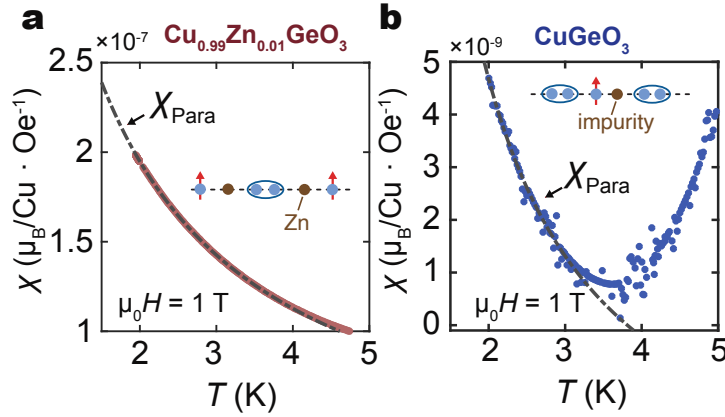 a
Cu0.99Zn0.01GeO3
×10⁻⁷
2.5
2
1.5
1
χ (μB/Cu · Oe⁻¹)
χPara
Zn
μ0H = 1 T
2 3 4 5
T (K)
b
CuGeO3
×10⁻⁹
5
4
3
2
1
0
χ (μB/Cu · Oe⁻¹)
impurity
χPara
μ0H = 1 T
2 3 4 5
T (K)